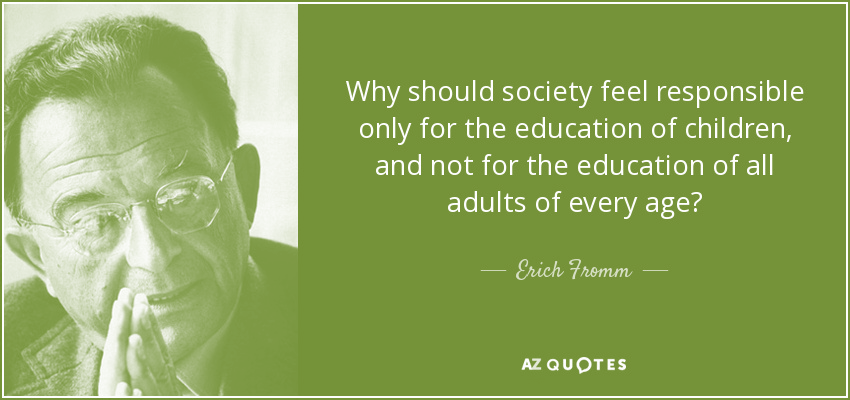 Why should society feel responsible
only for the education of children,
and not for the education of all
adults of every age?
Erich Fromm
AZ QUOTES